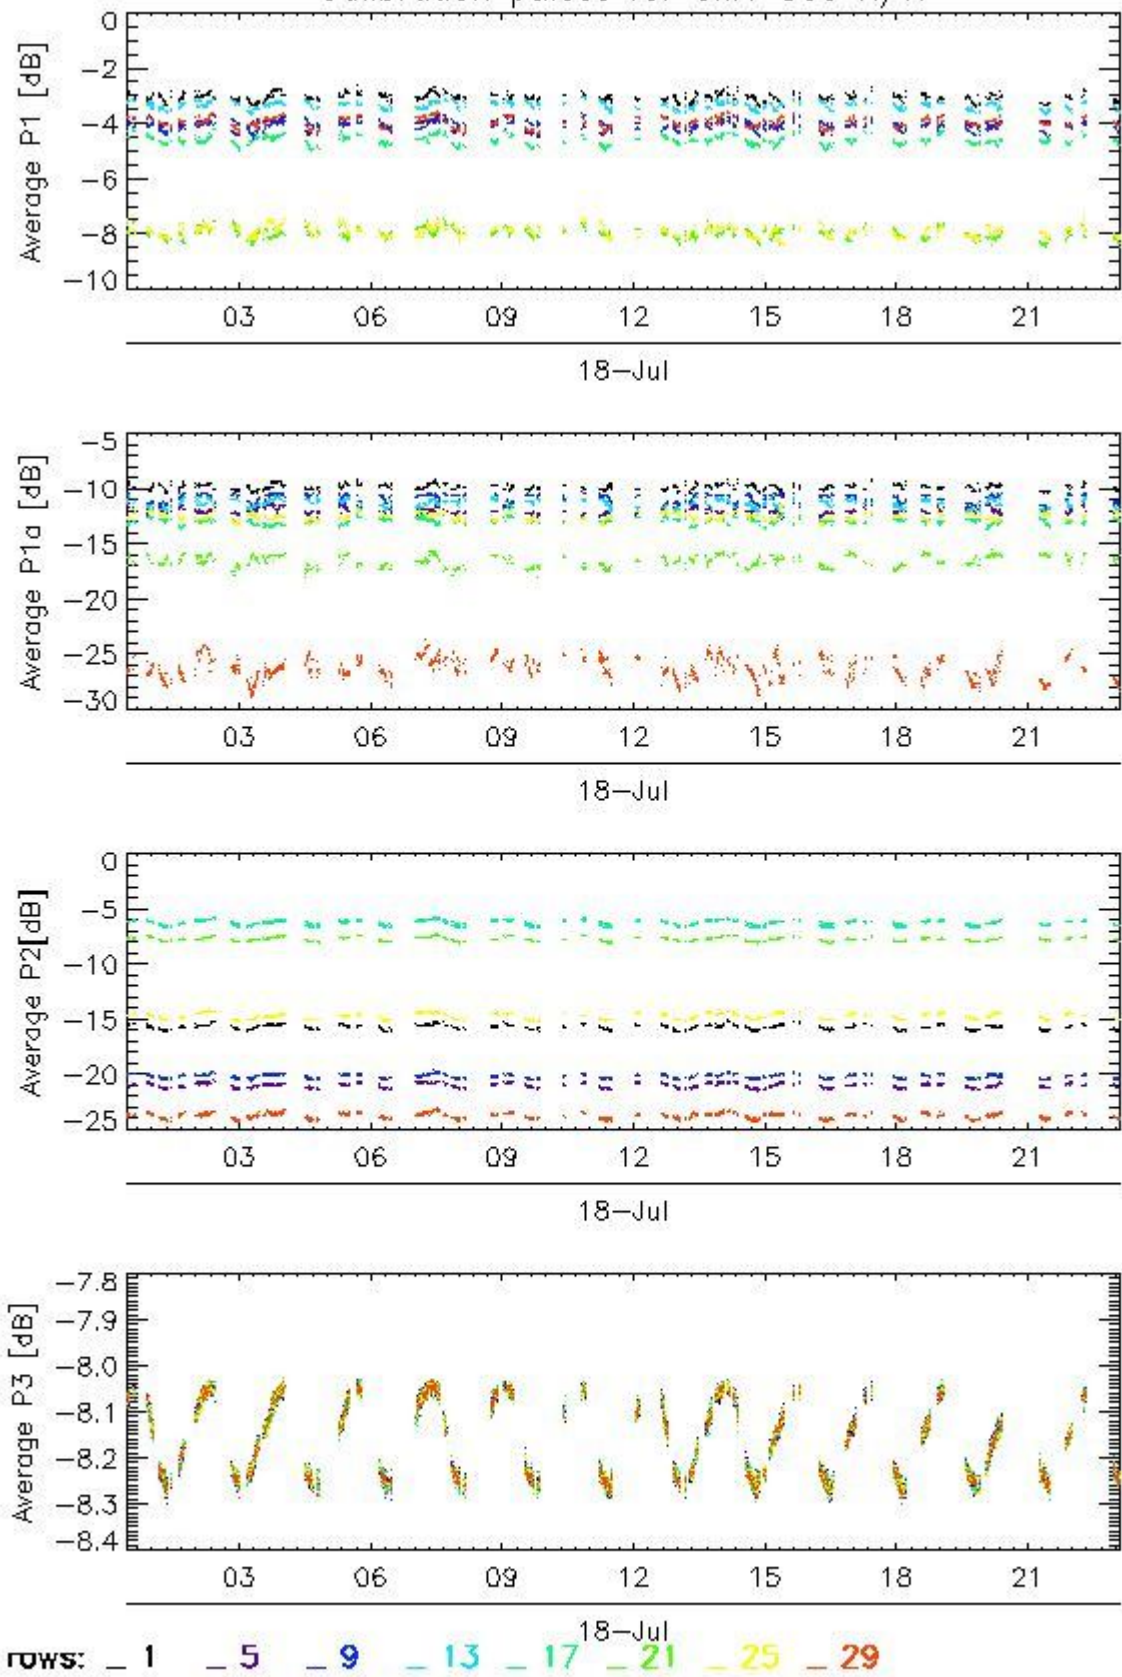 0
−2
−4
−6
−8
−10
Average P1 [dB]
03 06 09 12 15 18 21
18−Jul
−5
−10
−15
−20
−25
−30
Average P1a [dB]
03 06 09 12 15 18 21
18−Jul
0
−5
−10
−15
−20
−25
Average P2[dB]
03 06 09 12 15 18 21
18−Jul
−7.8
−7.9
−8.0
−8.1
−8.2
−8.3
−8.4
Average P3 [dB]
03 06 09 12 15 18 21
18−Jul
rows: _ 1 _ 5 _ 9 _ 13 _ 17 _ 21 _ 25 _ 29